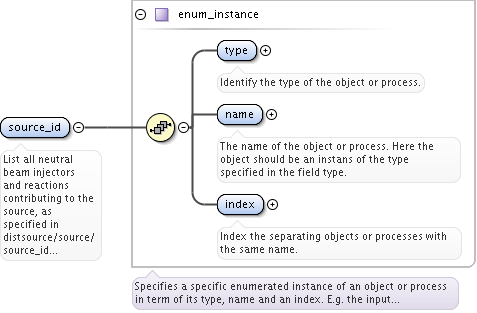 enum_instance
type
Identify the type of the object or process.
name
The name of the object or process. Here the
object should be an instans of the type
specified in the field type.
source_id
List all neutral
beam injectors
and reactions
contributing to the
source, as
specified in
distsource/source/
source_id...
index
Index the separating objects or processes with
the same name.
Specifies a specific enumerated instance of an object or process
in term of its type, name and an index. E.g. the input...